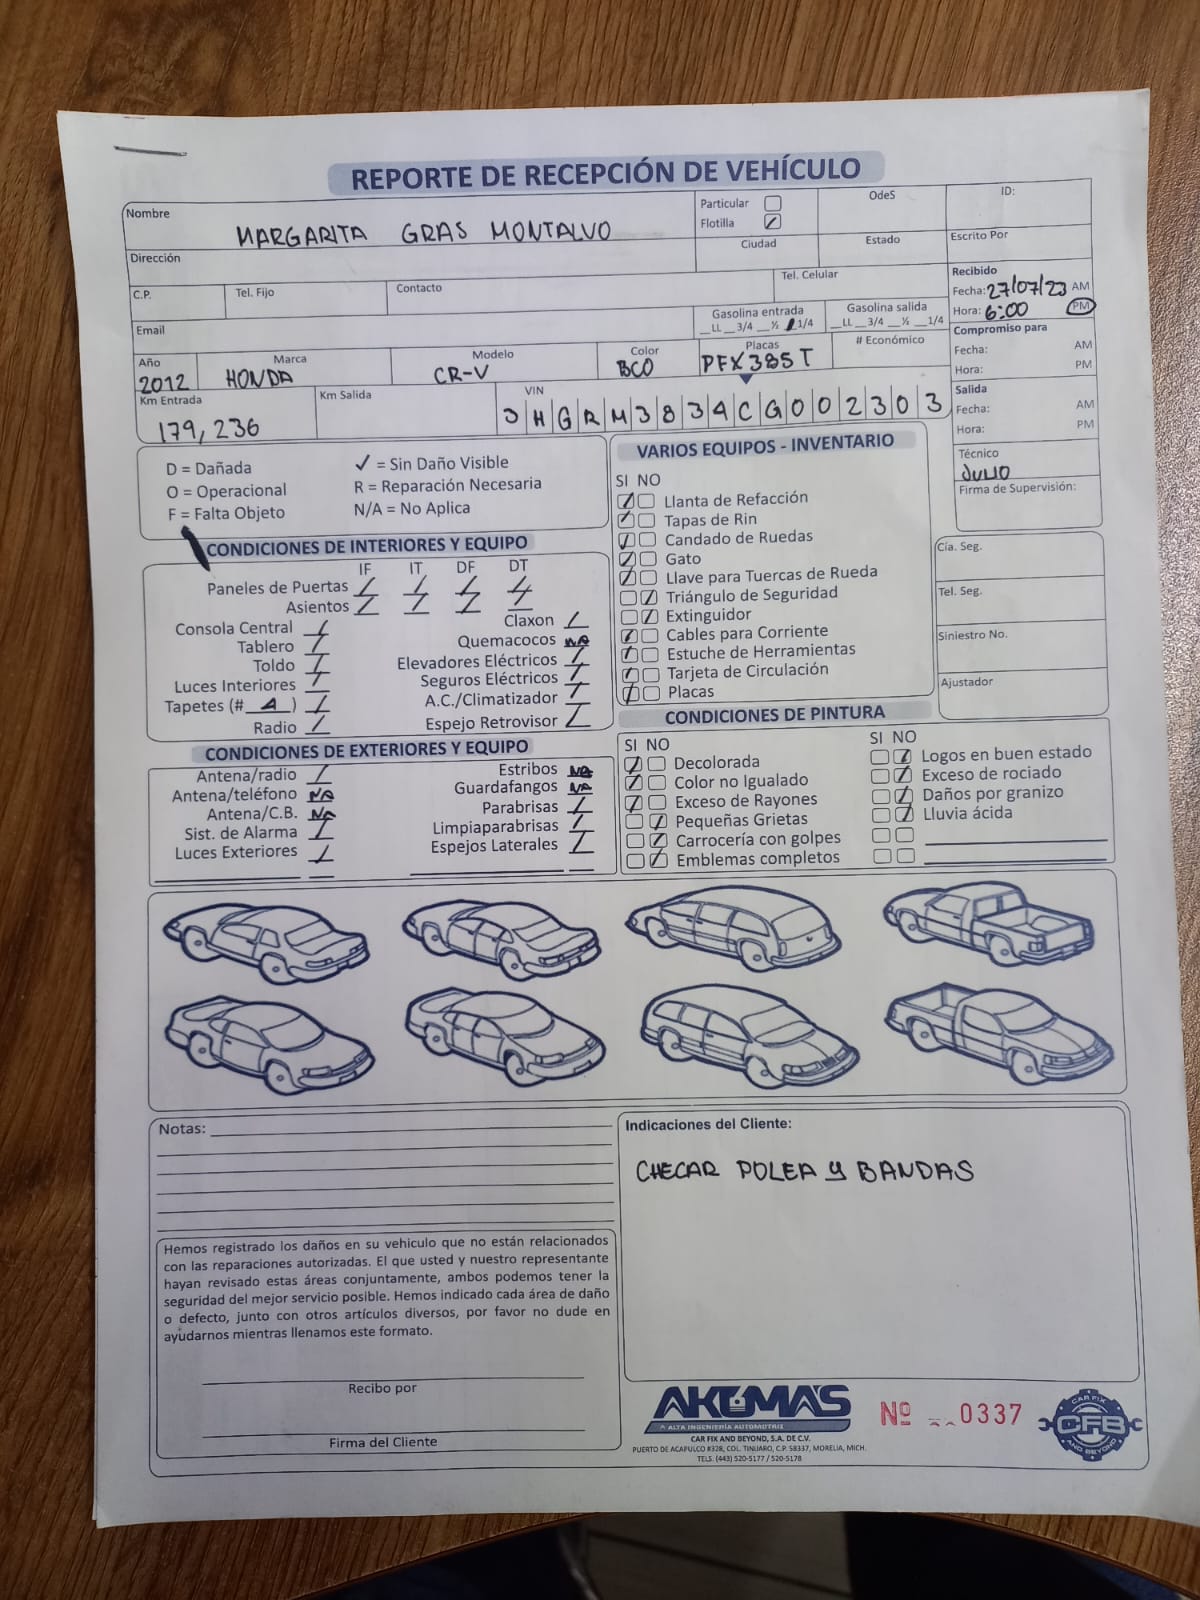 REPORTE DE RECEPCIÓN DE VEHÍCULO
Nombre MARGARITA GRAS MONTALVO
Particular
Flotilla
OdeS
ID:
Dirección
Ciudad
Estado
Escrito Por
C.P.
Tel. Fijo
Contacto
Tel. Celular
Recibido
Fecha: 27/07/23 AM
Hora: 6:00 PM
Email
Gasolina entrada
__LL __3/4 __½ __1/4
Gasolina salida
__LL __3/4 __½ __1/4
Compromiso para
Fecha: AM
Hora: PM
Año 2012
Marca HONDA
Modelo CR-V
Color BCO
Placas PFX385T
# Económico
Km Entrada 179,236
Km Salida
VIN 3HGRM3834CG002303
Salida
Fecha: AM
Hora: PM
Técnico
JULIO
Firma de Supervisión:
D = Dañada
O = Operacional
F = Falta Objeto
✓ = Sin Daño Visible
R = Reparación Necesaria
N/A = No Aplica
CONDICIONES DE INTERIORES Y EQUIPO
IF IT DF DT
Paneles de Puertas
Asientos
Consola Central
Tablero
Toldo
Luces Interiores
Tapetes (# 4 )
Radio
Claxon
Quemacocos NA
Elevadores Eléctricos
Seguros Eléctricos
A.C./Climatizador
Espejo Retrovisor
VARIOS EQUIPOS - INVENTARIO
SI NO
Llanta de Refacción
Tapas de Rin
Candado de Ruedas
Gato
Llave para Tuercas de Rueda
Triángulo de Seguridad
Extinguidor
Cables para Corriente
Estuche de Herramientas
Tarjeta de Circulación
Placas
Cía. Seg.
Tel. Seg.
Siniestro No.
Ajustador
CONDICIONES DE EXTERIORES Y EQUIPO
Antena/radio
Antena/teléfono NA
Antena/C.B. NA
Sist. de Alarma
Luces Exteriores
Estribos NA
Guardafangos NA
Parabrisas
Limpiaparabrisas
Espejos Laterales
CONDICIONES DE PINTURA
SI NO
Decolorada
Color no Igualado
Exceso de Rayones
Pequeñas Grietas
Carrocería con golpes
Emblemas completos
SI NO
Logos en buen estado
Exceso de rociado
Daños por granizo
Lluvia ácida
Notas:
Indicaciones del Cliente:
CHECAR POLEA Y BANDAS
Hemos registrado los daños en su vehiculo que no están relacionados
con las reparaciones autorizadas. El que usted y nuestro representante
hayan revisado estas áreas conjuntamente, ambos podemos tener la
seguridad del mejor servicio posible. Hemos indicado cada área de daño
o defecto, junto con otros artículos diversos, por favor no dude en
ayudarnos mientras llenamos este formato.
Recibo por
Firma del Cliente
AKTMA'S
ALTA INGENIERÍA AUTOMOTRIZ
CAR FIX AND BEYOND, S.A. DE C.V.
PUERTO DE ACAPULCO #328, COL. TINIJARO, C.P. 58337, MORELIA, MICH.
TELS. (443) 520-5177 / 520-5178
Nº 0337
CAR FIX
CFB
AND BEYOND